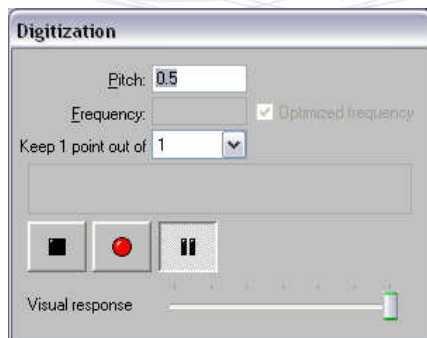 Digitization
Pitch: 0.5
Frequency: Optimized frequency
Keep 1 point out of 1
Visual response